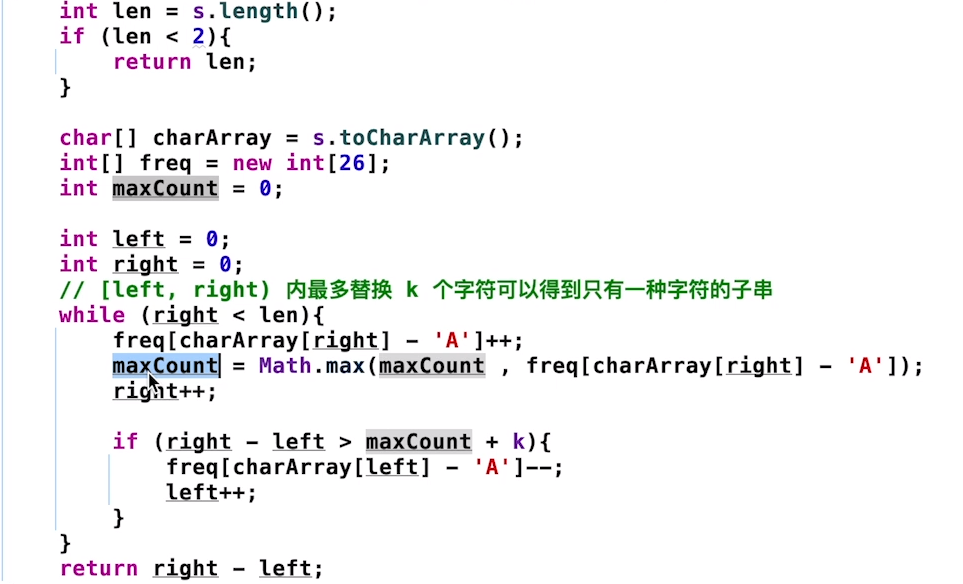 int len = s.length();
if (len < 2){
return len;
}
char[] charArray = s.toCharArray();
int[] freq = new int[26];
int maxCount = 0;
int left = 0;
int right = 0;
// [left, right) 内最多替换 k 个字符可以得到只有一种字符的子串
while (right < len){
freq[charArray[right] - 'A']++;
maxCount = Math.max(maxCount , freq[charArray[right] - 'A']);
right++;
if (right - left > maxCount + k){
freq[charArray[left] - 'A']--;
left++;
}
}
return right - left;